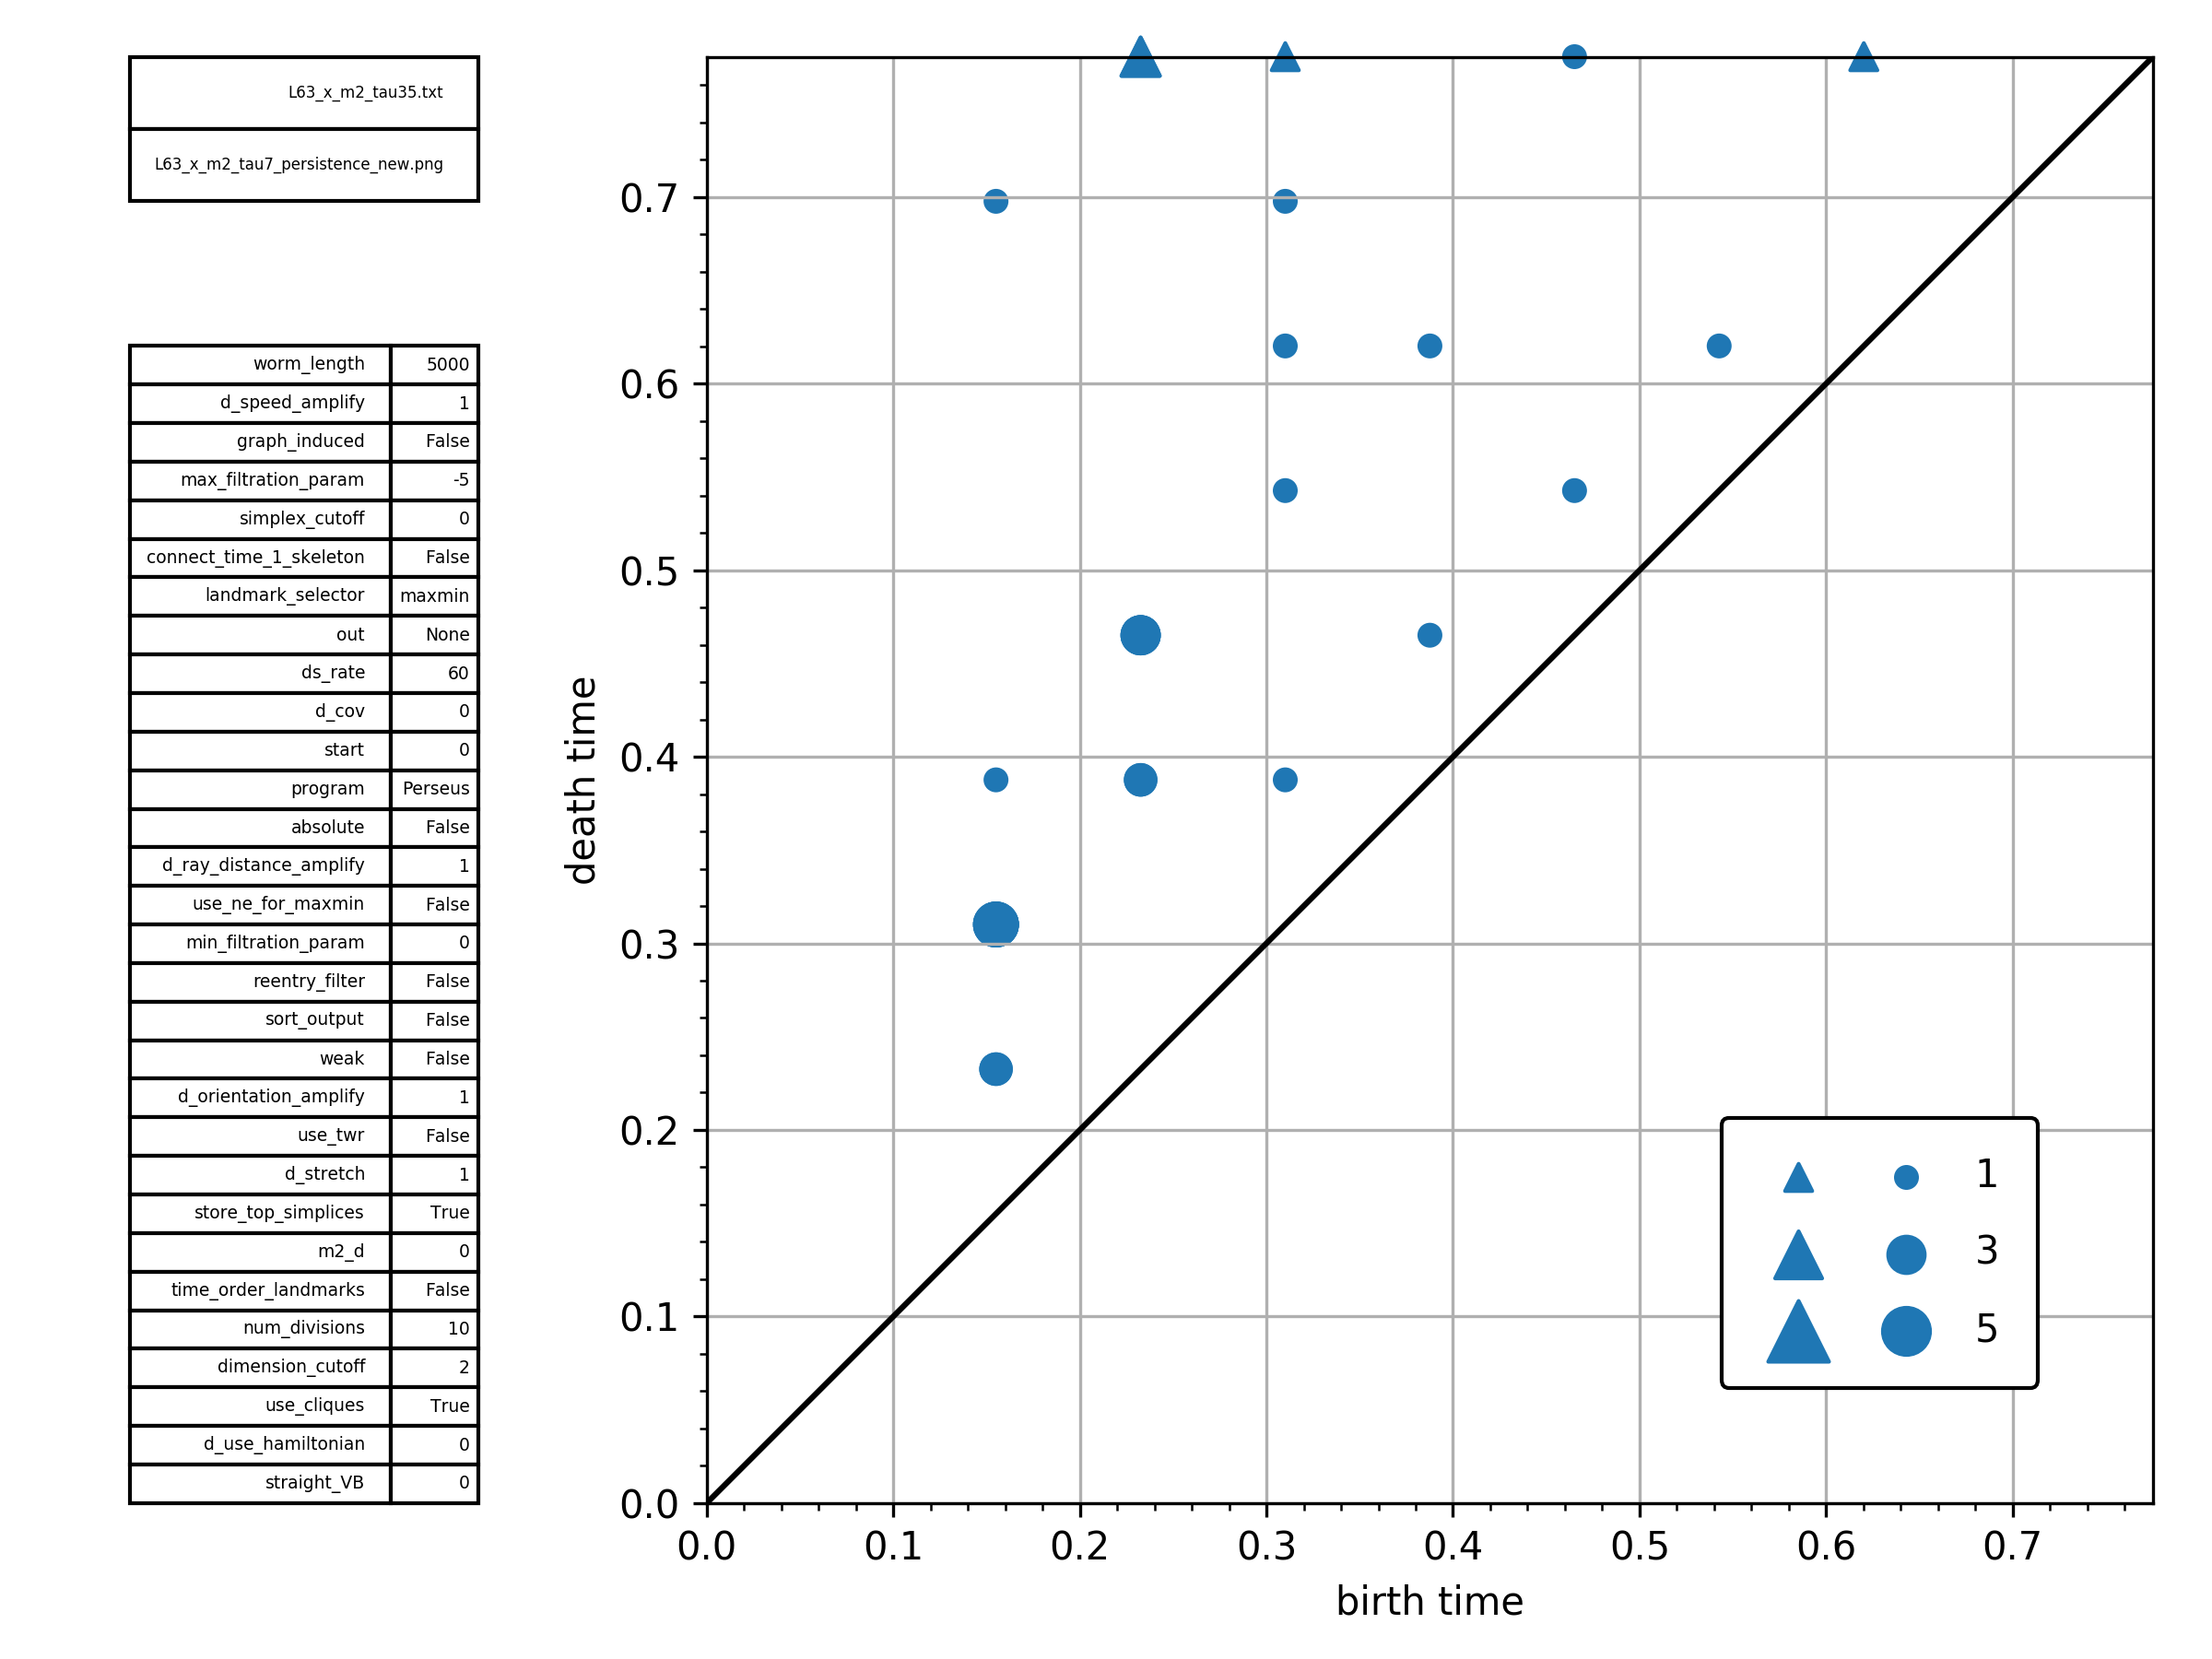 L63_x_m2_tau35.txt
L63_x_m2_tau7_persistence_new.png
worm_length 5000
d_speed_amplify 1
graph_induced False
max_filtration_param -5
simplex_cutoff 0
connect_time_1_skeleton False
landmark_selector maxmin
out None
ds_rate 60
d_cov 0
start 0
program Perseus
absolute False
d_ray_distance_amplify 1
use_ne_for_maxmin False
min_filtration_param 0
reentry_filter False
sort_output False
weak False
d_orientation_amplify 1
use_twr False
d_stretch 1
store_top_simplices True
m2_d 0
time_order_landmarks False
num_divisions 10
dimension_cutoff 2
use_cliques True
d_use_hamiltonian 0
straight_VB 0
death time
0.7
0.6
0.5
0.4
0.3
0.2
0.1
0.0
0.0 0.1 0.2 0.3 0.4 0.5 0.6 0.7
birth time
1
3
5